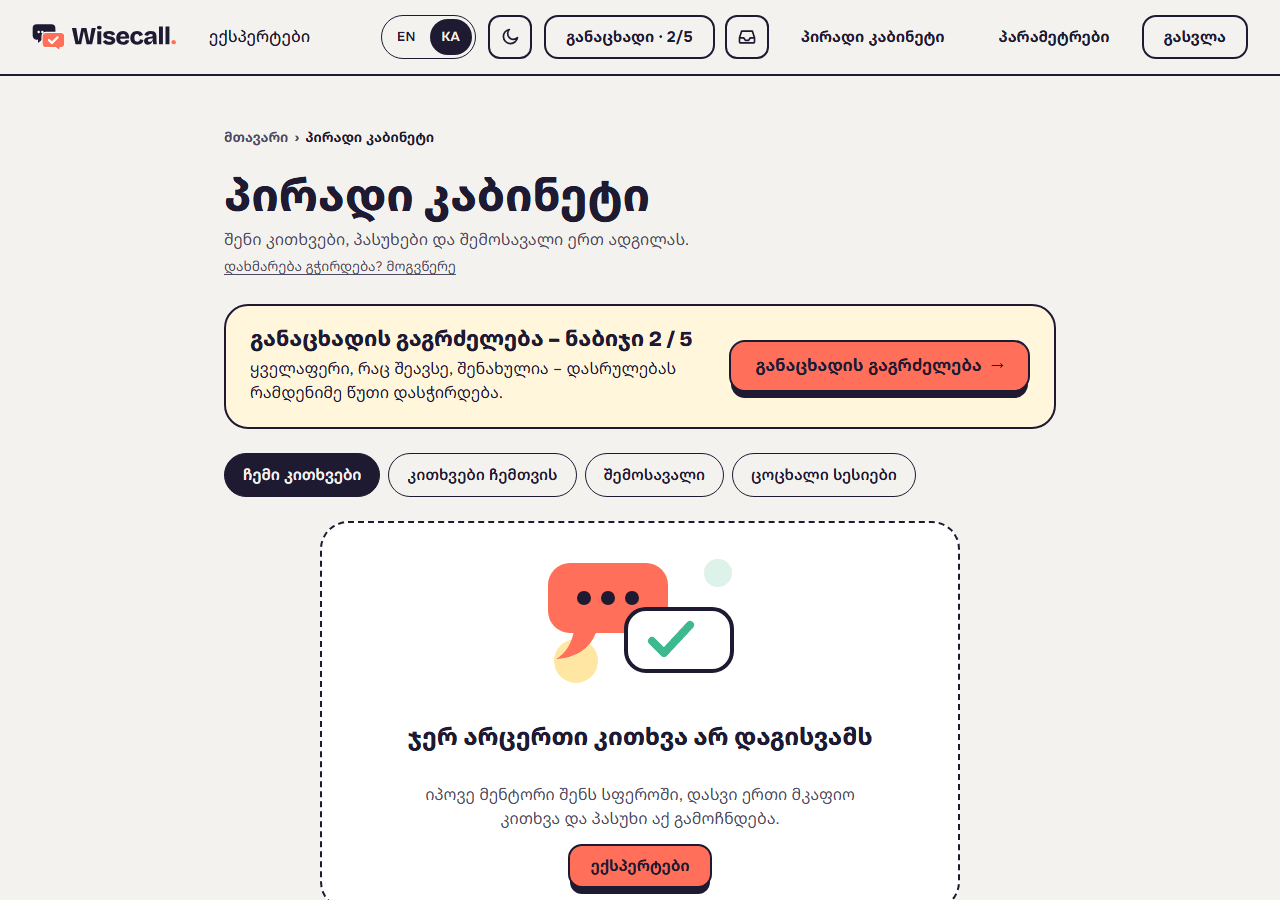 Wisecall.
ექსპერტები
EN KA
განაცხადი · 2/5
პირადი კაბინეტი
პარამეტრები
გასვლა
მთავარი › პირადი კაბინეტი
პირადი კაბინეტი
შენი კითხვები, პასუხები და შემოსავალი ერთ ადგილას.
დახმარება გჭირდება? მოგვწერე
განაცხადის გაგრძელება – ნაბიჯი 2 / 5
ყველაფერი, რაც შეავსე, შენახულია – დასრულებას
რამდენიმე წუთი დასჭირდება.
განაცხადის გაგრძელება →
ჩემი კითხვები
კითხვები ჩემთვის
შემოსავალი
ცოცხალი სესიები
ჯერ არცერთი კითხვა არ დაგისვამს
იპოვე მენტორი შენს სფეროში, დასვი ერთი მკაფიო
კითხვა და პასუხი აქ გამოჩნდება.
ექსპერტები